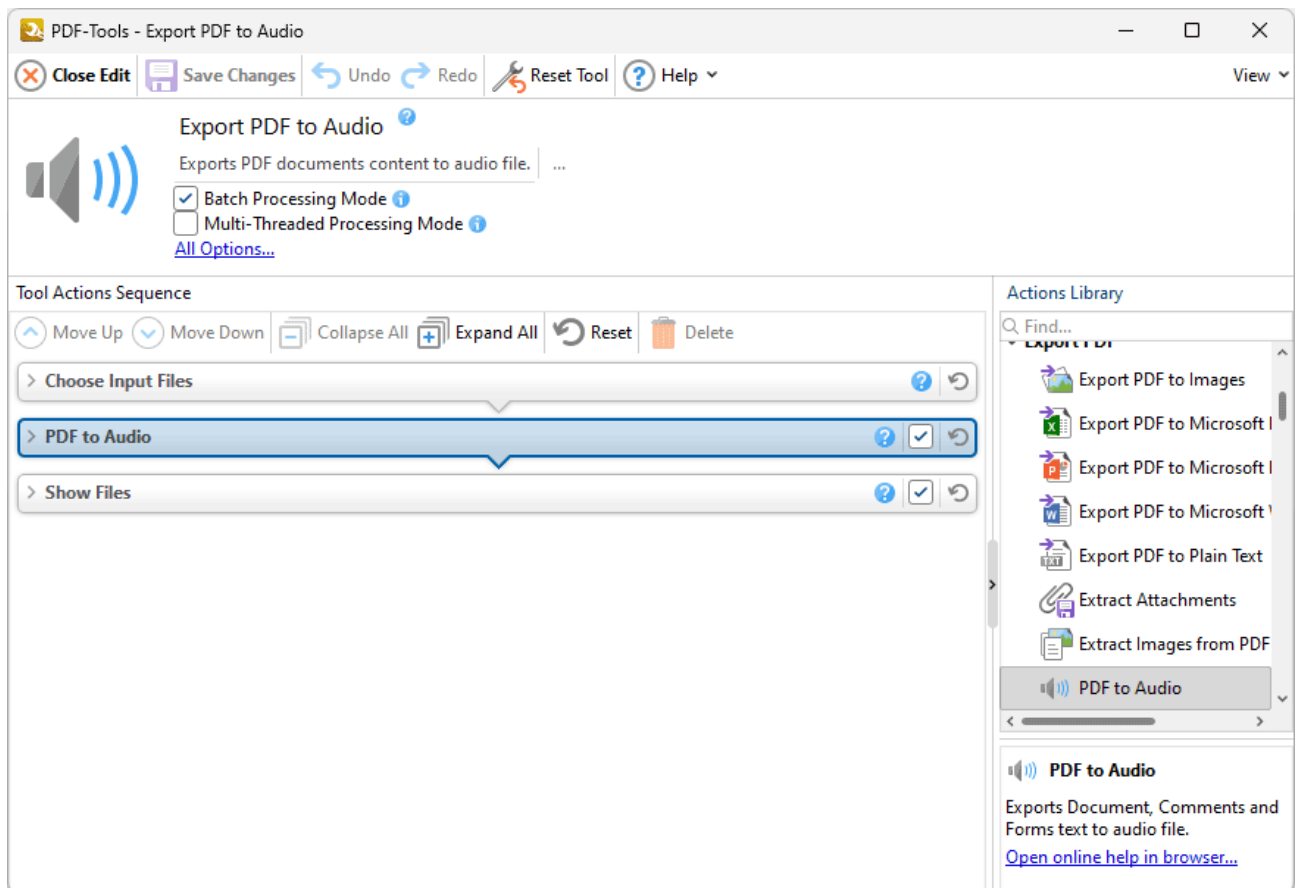 PDF-Tools - Export PDF to Audio
Close Edit Save Changes Undo Redo Reset Tool Help View
Export PDF to Audio
Exports PDF documents content to audio file. ...
Batch Processing Mode
Multi-Threaded Processing Mode
All Options...
Tool Actions Sequence
Move Up Move Down Collapse All Expand All Reset Delete
Choose Input Files
PDF to Audio
Show Files
Actions Library
Find...
Export PDF
Export PDF to Images
Export PDF to Microsoft
Export PDF to Microsoft
Export PDF to Microsoft
Export PDF to Plain Text
Extract Attachments
Extract Images from PDF
PDF to Audio
PDF to Audio
Exports Document, Comments and
Forms text to audio file.
Open online help in browser...